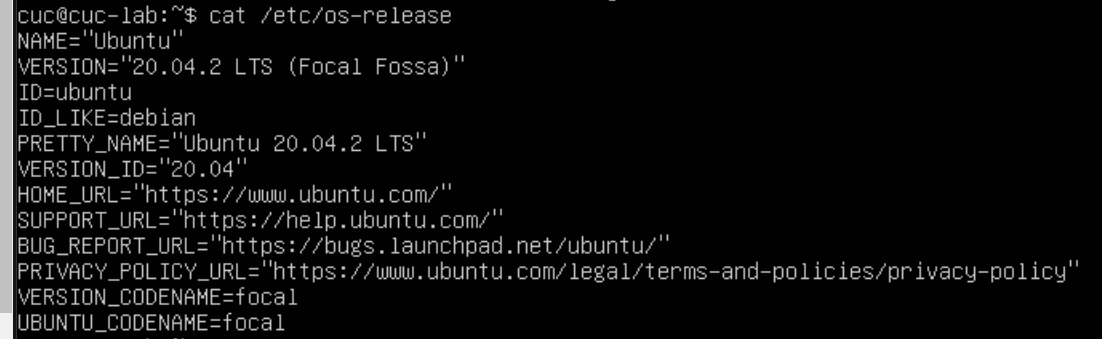 cuc@cuc-lab:~$ cat /etc/os-release
NAME="Ubuntu"
VERSION="20.04.2 LTS (Focal Fossa)"
ID=ubuntu
ID_LIKE=debian
PRETTY_NAME="Ubuntu 20.04.2 LTS"
VERSION_ID="20.04"
HOME_URL="https://www.ubuntu.com/"
SUPPORT_URL="https://help.ubuntu.com/"
BUG_REPORT_URL="https://bugs.launchpad.net/ubuntu/"
PRIVACY_POLICY_URL="https://www.ubuntu.com/legal/terms-and-policies/privacy-policy"
VERSION_CODENAME=focal
UBUNTU_CODENAME=focal